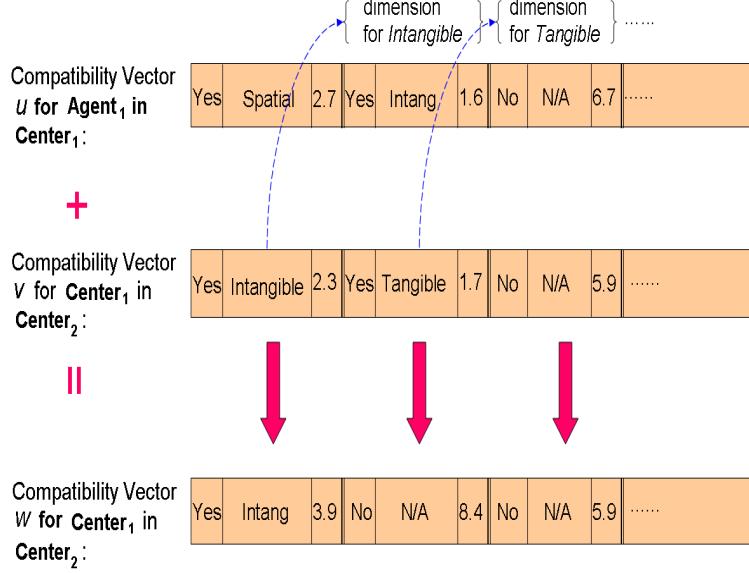 dimension
for Intangible
dimension
for Tangible
......
Compatibility Vector
u for Agent1 in
Center1:
Yes Spatial 2.7 Yes Intang 1.6 No N/A 6.7 ......
+
Compatibility Vector
v for Center1 in
Center2:
Yes Intangible 2.3 Yes Tangible 1.7 No N/A 5.9 ......
=
Compatibility Vector
w for Center1 in
Center2:
Yes Intang 3.9 No N/A 8.4 No N/A 5.9 ......